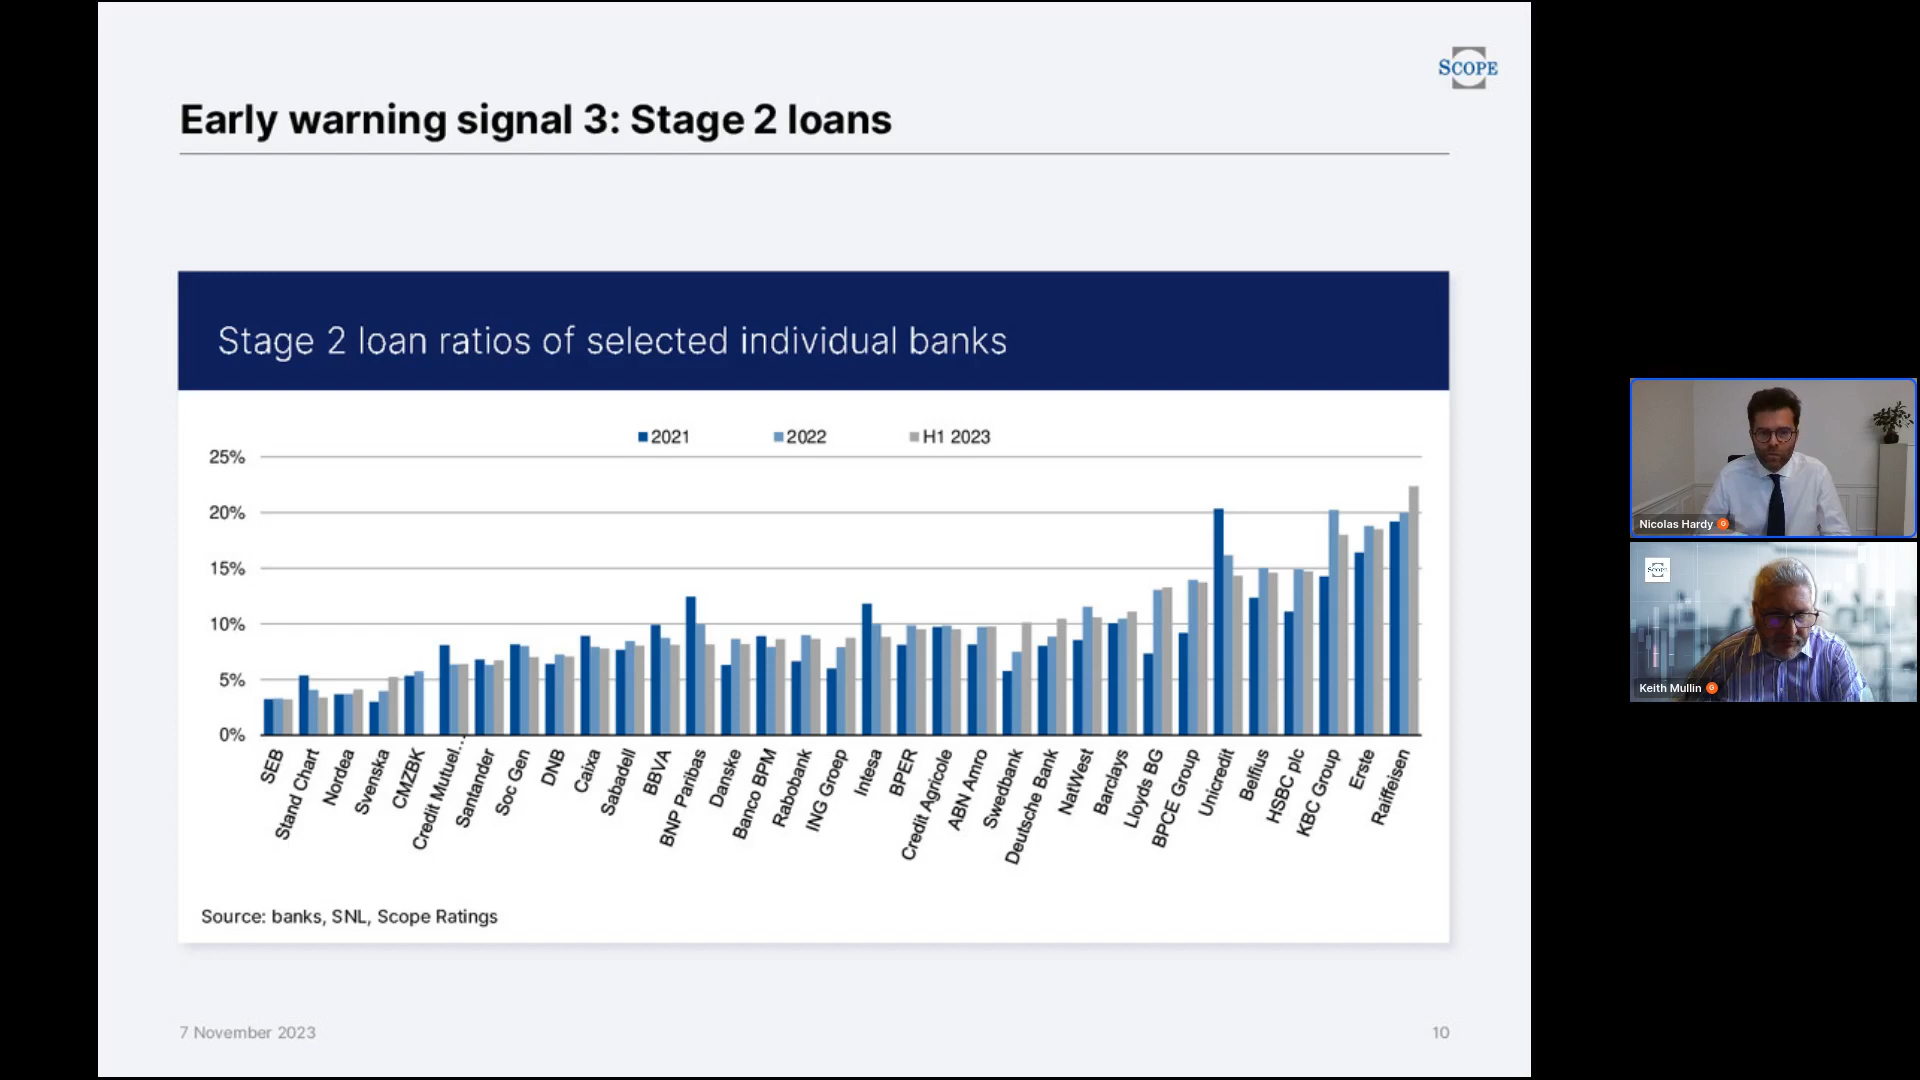 SCOPE
Early warning signal 3: Stage 2 loans
Stage 2 loan ratios of selected individual banks
2021 2022 H1 2023
25%
20%
15%
10%
5%
0%
SEB
Stand Chart
Nordea
Svenska
CMZBK
Credit Mutuel...
Santander
Soc Gen
DNB
Caixa
Sabadell
BBVA
BNP Paribas
Danske
Banco BPM
Rabobank
ING Groep
Intesa
BPER
Credit Agricole
ABN Amro
Swedbank
Deutsche Bank
NatWest
Barclays
Lloyds BG
BPCE Group
Unicredit
Belfius
HSBC plc
KBC Group
Erste
Raiffeisen
Source: banks, SNL, Scope Ratings
7 November 2023
10
Nicolas Hardy
SCOPE
Keith Mullin